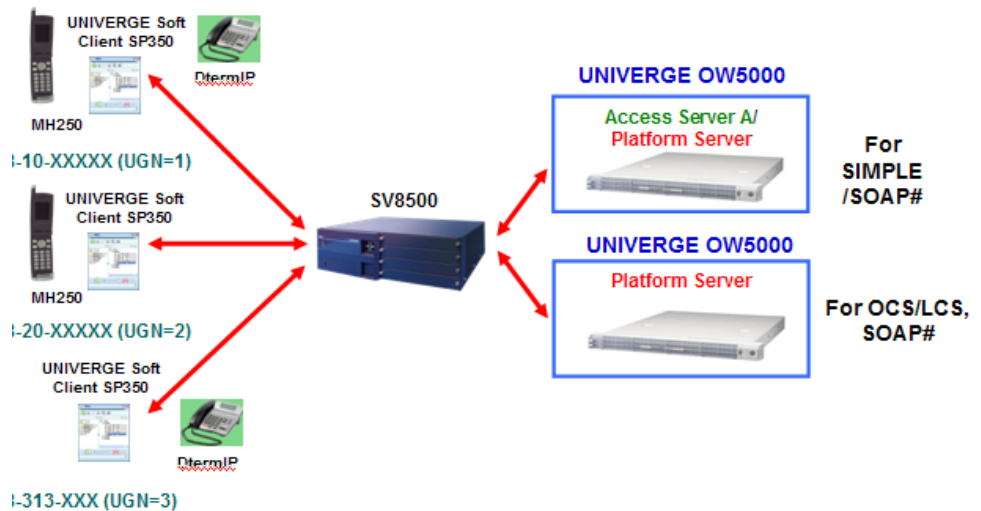 UNIVERGE Soft
Client SP350
DtermIP
MH250
-10-XXXXX (UGN=1)
UNIVERGE Soft
Client SP350
MH250
-20-XXXXX (UGN=2)
UNIVERGE Soft
Client SP350
DtermIP
-313-XXX (UGN=3)
SV8500
UNIVERGE OW5000
Access Server A/
Platform Server
For
SIMPLE
/SOAP#
UNIVERGE OW5000
Platform Server
For OCS/LCS,
SOAP#